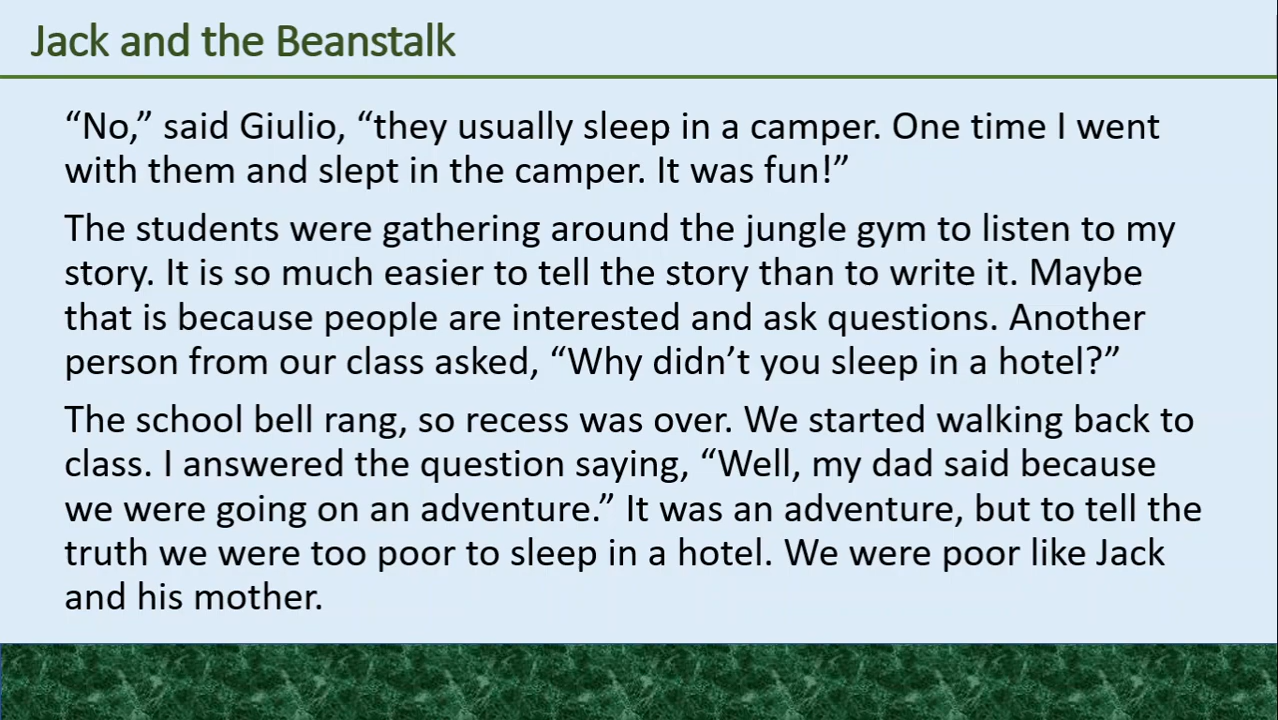 Jack and the Beanstalk
“No,” said Giulio, “they usually sleep in a camper. One time I went
with them and slept in the camper. It was fun!”
The students were gathering around the jungle gym to listen to my
story. It is so much easier to tell the story than to write it. Maybe
that is because people are interested and ask questions. Another
person from our class asked, “Why didn’t you sleep in a hotel?”
The school bell rang, so recess was over. We started walking back to
class. I answered the question saying, “Well, my dad said because
we were going on an adventure.” It was an adventure, but to tell the
truth we were too poor to sleep in a hotel. We were poor like Jack
and his mother.